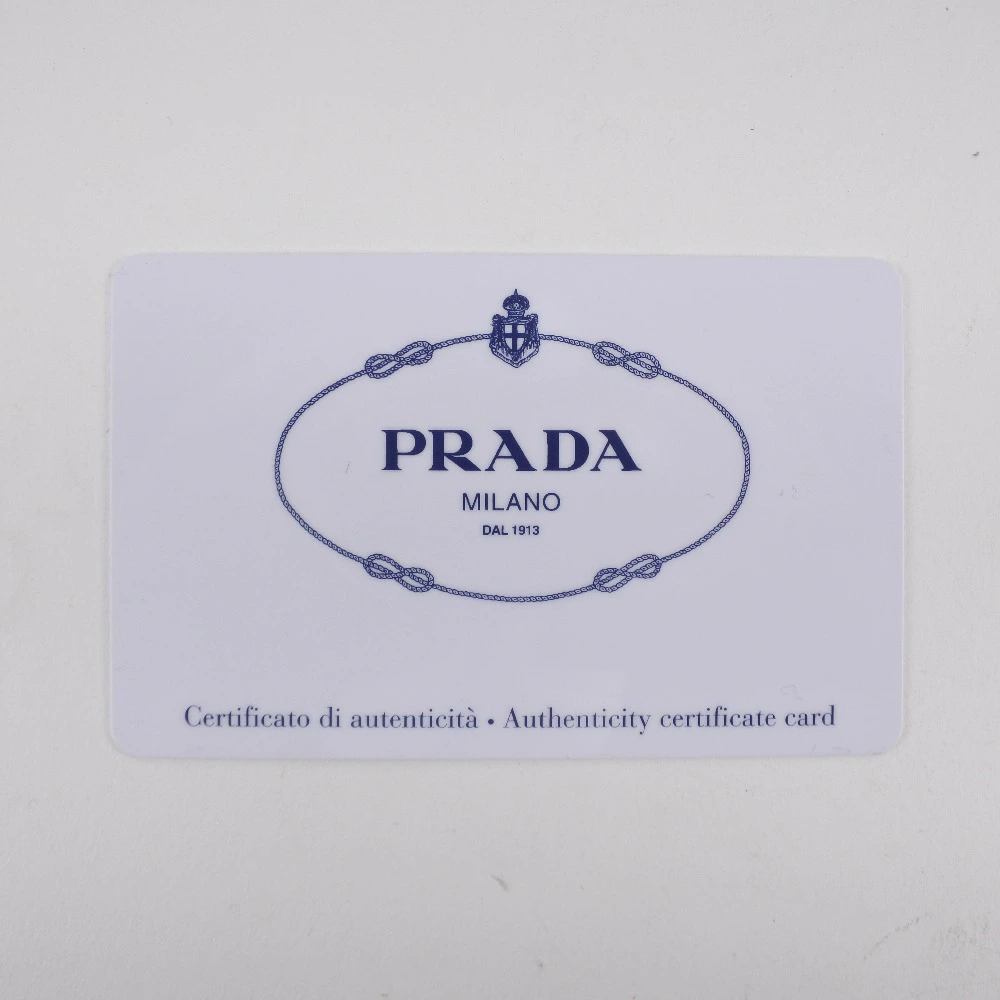 PRADA
MILANO
DAL 1913
Certificato di autenticità • Authenticity certificate card